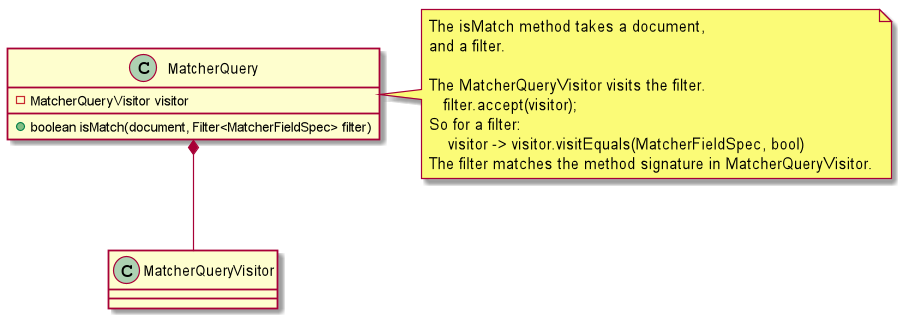 C MatcherQuery
MatcherQueryVisitor visitor
boolean isMatch(document, Filter<MatcherFieldSpec> filter)
The isMatch method takes a document,
and a filter.
The MatcherQueryVisitor visits the filter.
filter.accept(visitor);
So for a filter:
visitor -> visitor.visitEquals(MatcherFieldSpec, bool)
The filter matches the method signature in MatcherQueryVisitor.
C MatcherQueryVisitor